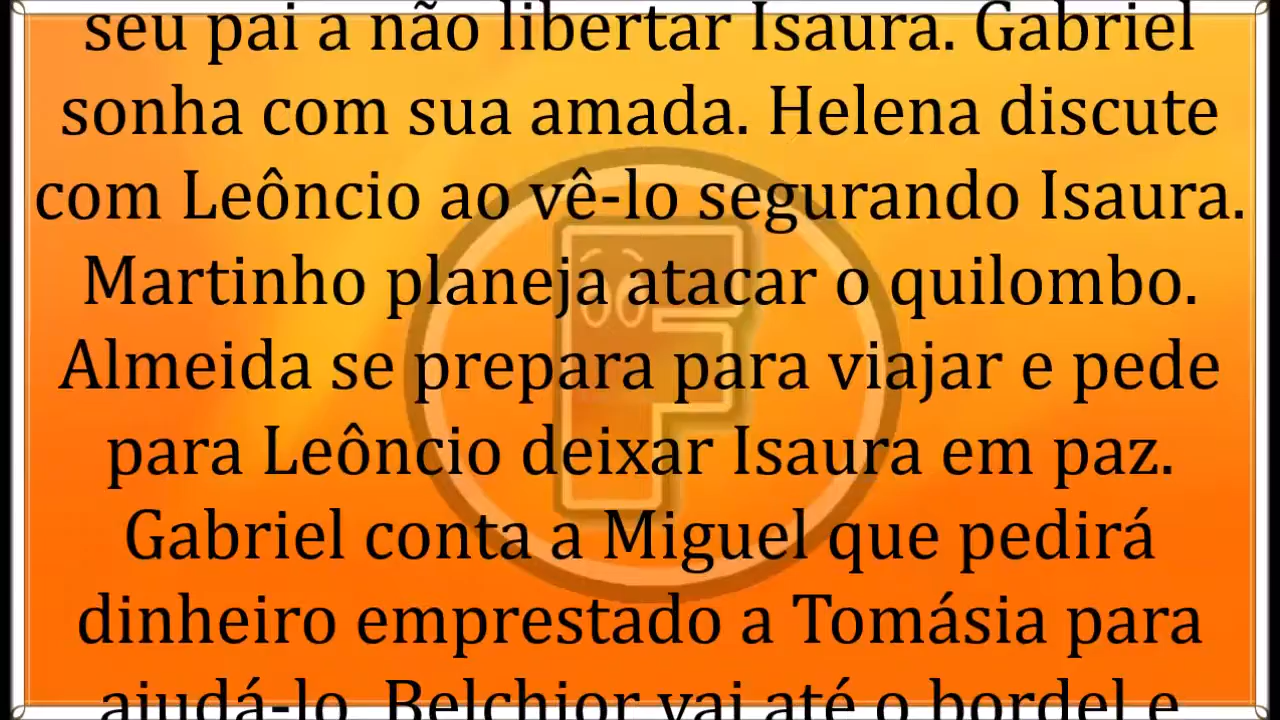 seu pai a não libertar Isaura. Gabriel
sonha com sua amada. Helena discute
com Leôncio ao vê-lo segurando Isaura.
Martinho planeja atacar o quilombo.
Almeida se prepara para viajar e pede
para Leôncio deixar Isaura em paz.
Gabriel conta a Miguel que pedirá
dinheiro emprestado a Tomásia para
ajudá-lo. Belchior vai até o bordel e